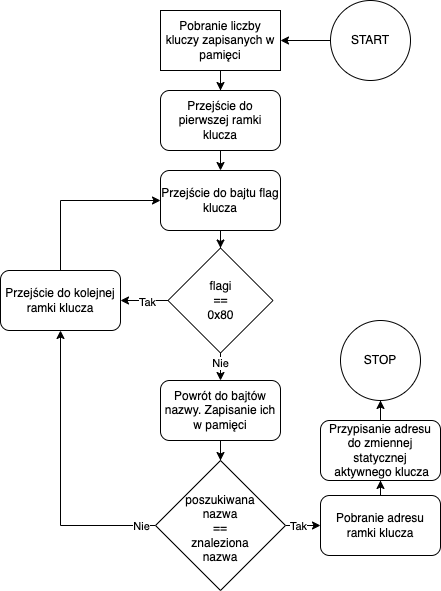 START
Pobranie liczby
kluczy zapisanych w
pamięci
Przejście do
pierwszej ramki
klucza
Przejście do bajtu flag
klucza
flagi
==
0x80
Tak
Przejście do kolejnej
ramki klucza
Nie
Powrót do bajtów
nazwy. Zapisanie ich
w pamięci
poszukiwana
nazwa
==
znaleziona
nazwa
Nie
Tak
Pobranie adresu
ramki klucza
Przypisanie adresu
do zmiennej
statycznej
aktywnego klucza
STOP